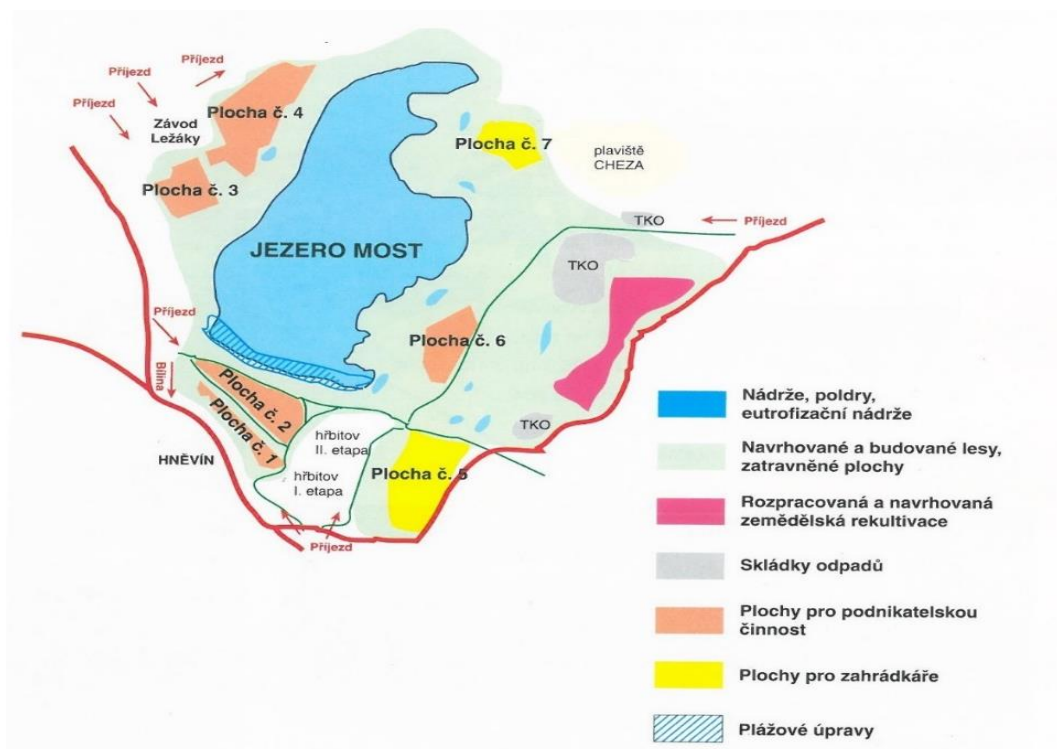 Příjezd
Příjezd
Příjezd
Závod
Ležáky
Plocha č. 4
Plocha č. 3
Plocha č. 7
plaviště
CHEZA
TKO
Příjezd
JEZERO MOST
TKO
Příjezd
Plocha č. 6
Bílina
Plocha č. 2
Plocha č. 1
HNĚVÍN
hřbitov
II. etapa
hřbitov
I. etapa
TKO
Plocha č. 5
Příjezd
Nádrže, poldry,
eutrofizační nádrže
Navrhované a budované lesy,
zatravněné plochy
Rozpracovaná a navrhovaná
zemědělská rekultivace
Skládky odpadů
Plochy pro podnikatelskou
činnost
Plochy pro zahrádkáře
Plážové úpravy